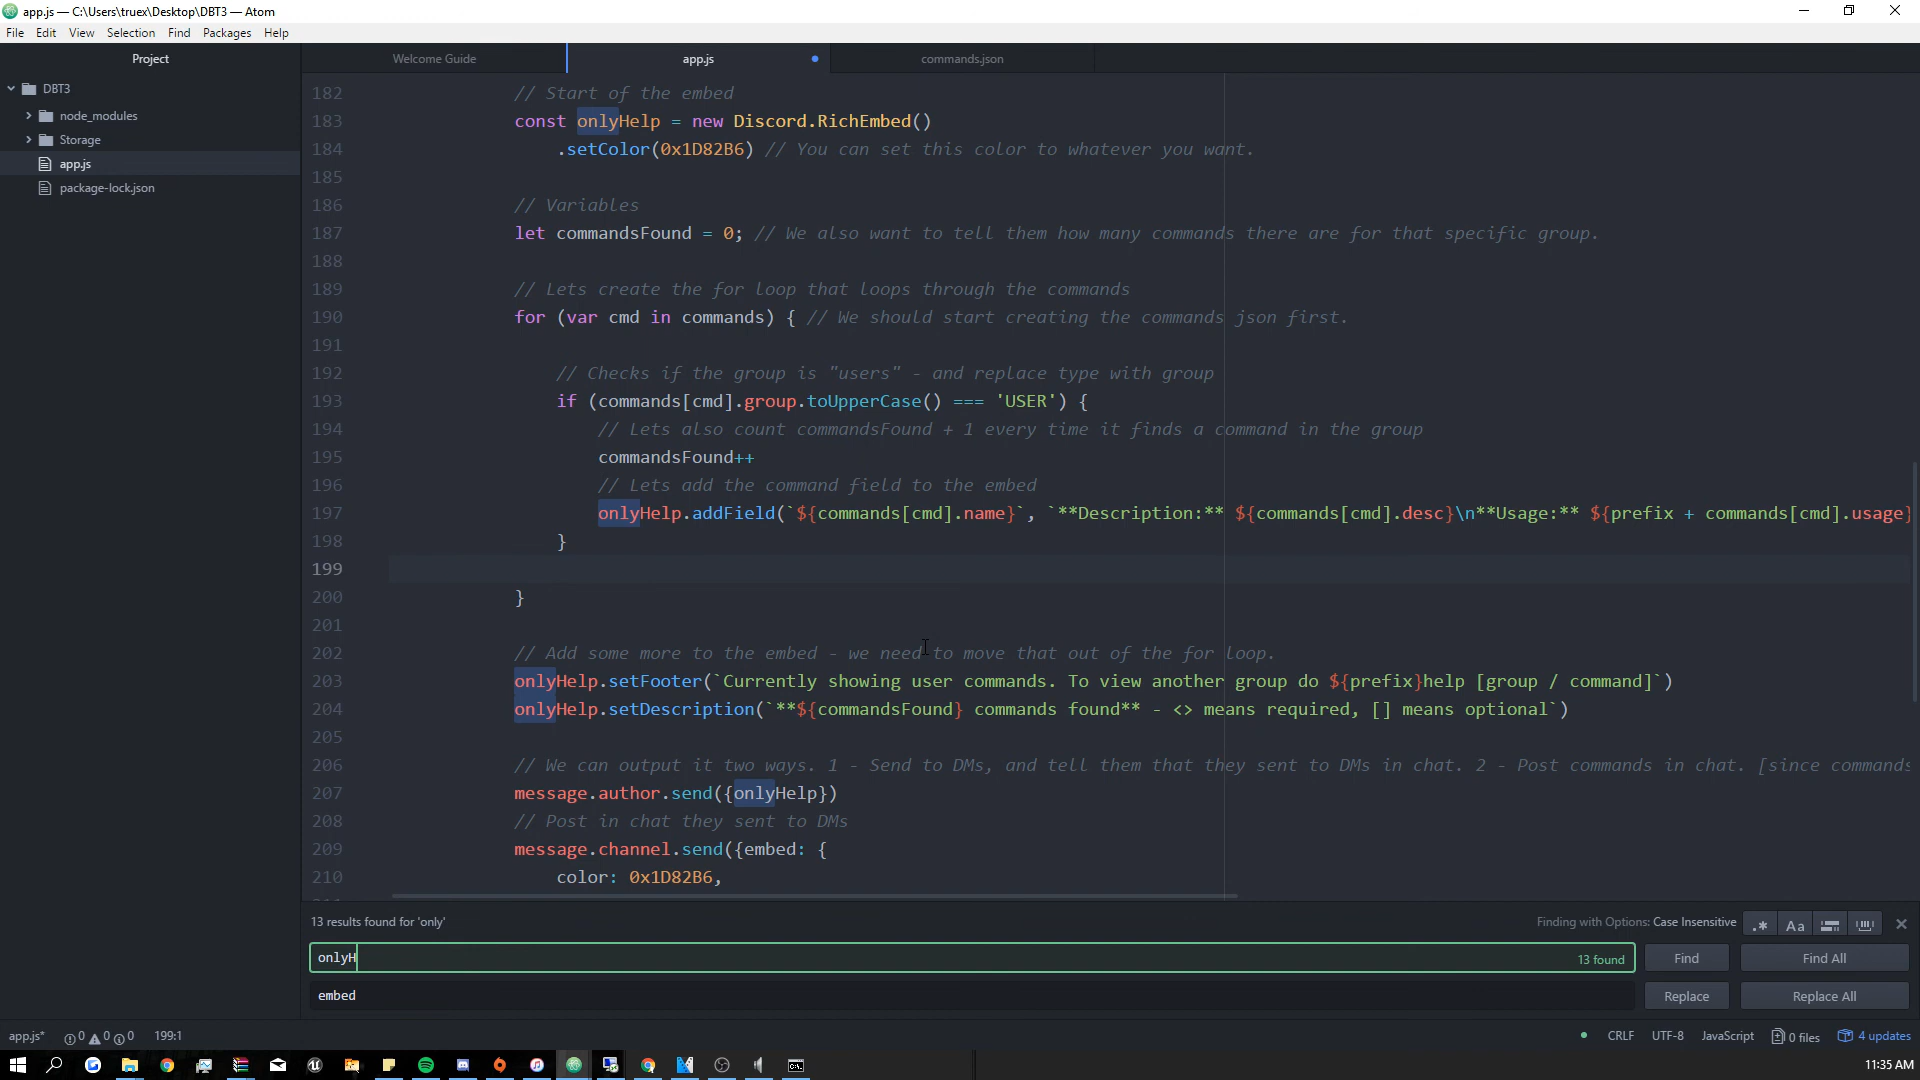 app.js — C:\Users\truex\Desktop\DBT3 — Atom
File Edit View Selection Find Packages Help
Project
Welcome Guide
app.js
commands.json
DBT3
node_modules
Storage
app.js
package-lock.json
182 // Start of the embed
183 const onlyHelp = new Discord.RichEmbed()
184 .setColor(0x1D82B6) // You can set this color to whatever you want.
185
186 // Variables
187 let commandsFound = 0; // We also want to tell them how many commands there are for that specific group.
188
189 // Lets create the for loop that loops through the commands
190 for (var cmd in commands) { // We should start creating the commands json first.
191
192 // Checks if the group is "users" - and replace type with group
193 if (commands[cmd].group.toUpperCase() === 'USER') {
194 // Lets also count commandsFound + 1 every time it finds a command in the group
195 commandsFound++
196 // Lets add the command field to the embed
197 onlyHelp.addField(`${commands[cmd].name}`, `**Description:** ${commands[cmd].desc}\n**Usage:** ${prefix + commands[cmd].usage}
198 }
199
200 }
201
202 // Add some more to the embed - we need to move that out of the for loop.
203 onlyHelp.setFooter(`Currently showing user commands. To view another group do ${prefix}help [group / command]`)
204 onlyHelp.setDescription(`**${commandsFound} commands found** - <> means required, [] means optional`)
205
206 // We can output it two ways. 1 - Send to DMs, and tell them that they sent to DMs in chat. 2 - Post commands in chat. [since commands
207 message.author.send({onlyHelp})
208 // Post in chat they sent to DMs
209 message.channel.send({embed: {
210 color: 0x1D82B6,
13 results found for 'only'
Finding with Options: Case Insensitive
.* Aa
onlyH
13 found
Find
Find All
embed
Replace
Replace All
app.js* 0 0 0 199:1
CRLF UTF-8 JavaScript 0 files 4 updates
11:35 AM